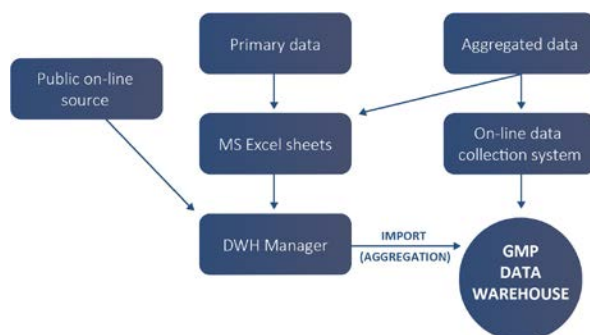 Primary data
Aggregated data
Public on-line
source
MS Excel sheets
On-line data
collection system
DWH Manager
IMPORT
(AGGREGATION)
GMP
DATA
WAREHOUSE